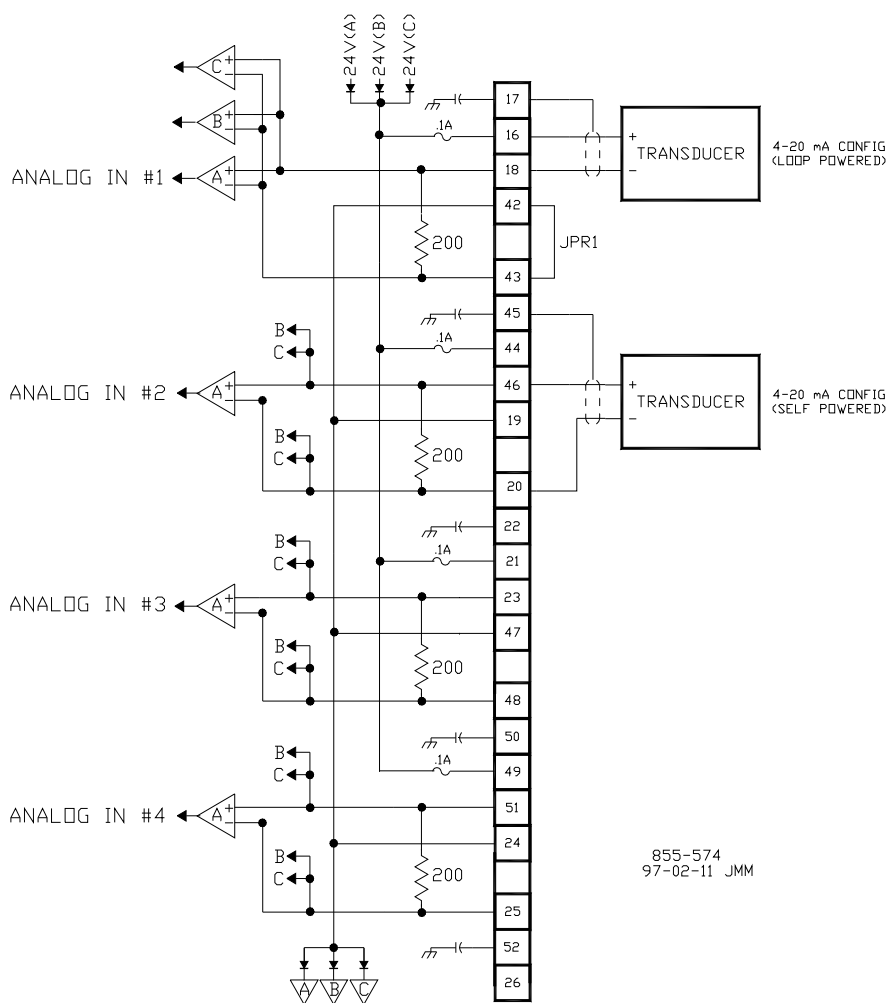 24V(A)
24V(B)
24V(C)
C + −
B + −
ANALOG IN #1 A + −
.1A
200
17
16
18
42
43
JPR1
TRANSDUCER + −
4-20 mA CONFIG
(LOOP POWERED)
B
C
ANALOG IN #2 A + −
B
C
.1A
200
45
44
46
19
20
TRANSDUCER + −
4-20 mA CONFIG
(SELF POWERED)
B
C
ANALOG IN #3 A + −
B
C
.1A
200
22
21
23
47
48
B
C
ANALOG IN #4 A + −
B
C
.1A
200
50
49
51
24
25
52
26
A B C
855-574
97-02-11 JMM